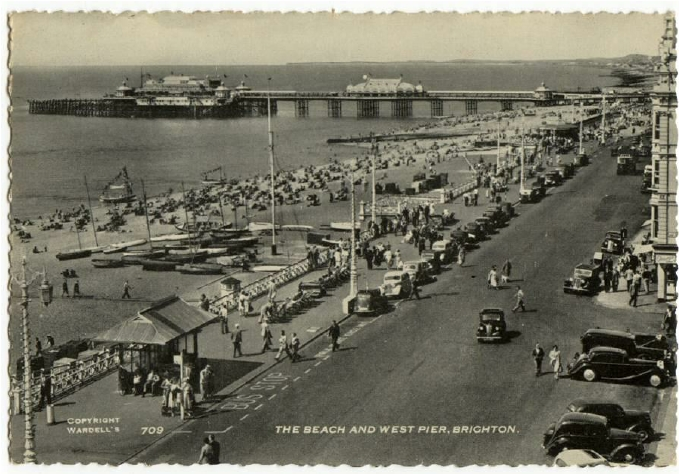 BUS STOP
COPYRIGHT
WARDELL'S
709
THE BEACH AND WEST PIER, BRIGHTON.